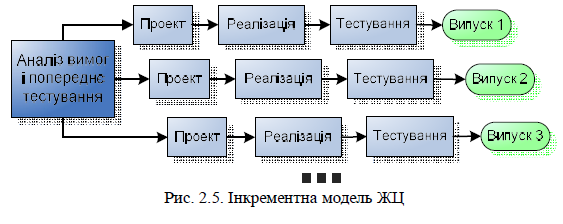 Проект Реалізація Тестування Випуск 1
Аналіз вимог
і попереднє
тестування
Проект Реалізація Тестування Випуск 2
Проект Реалізація Тестування Випуск 3
Рис. 2.5. Інкрементна модель ЖЦ